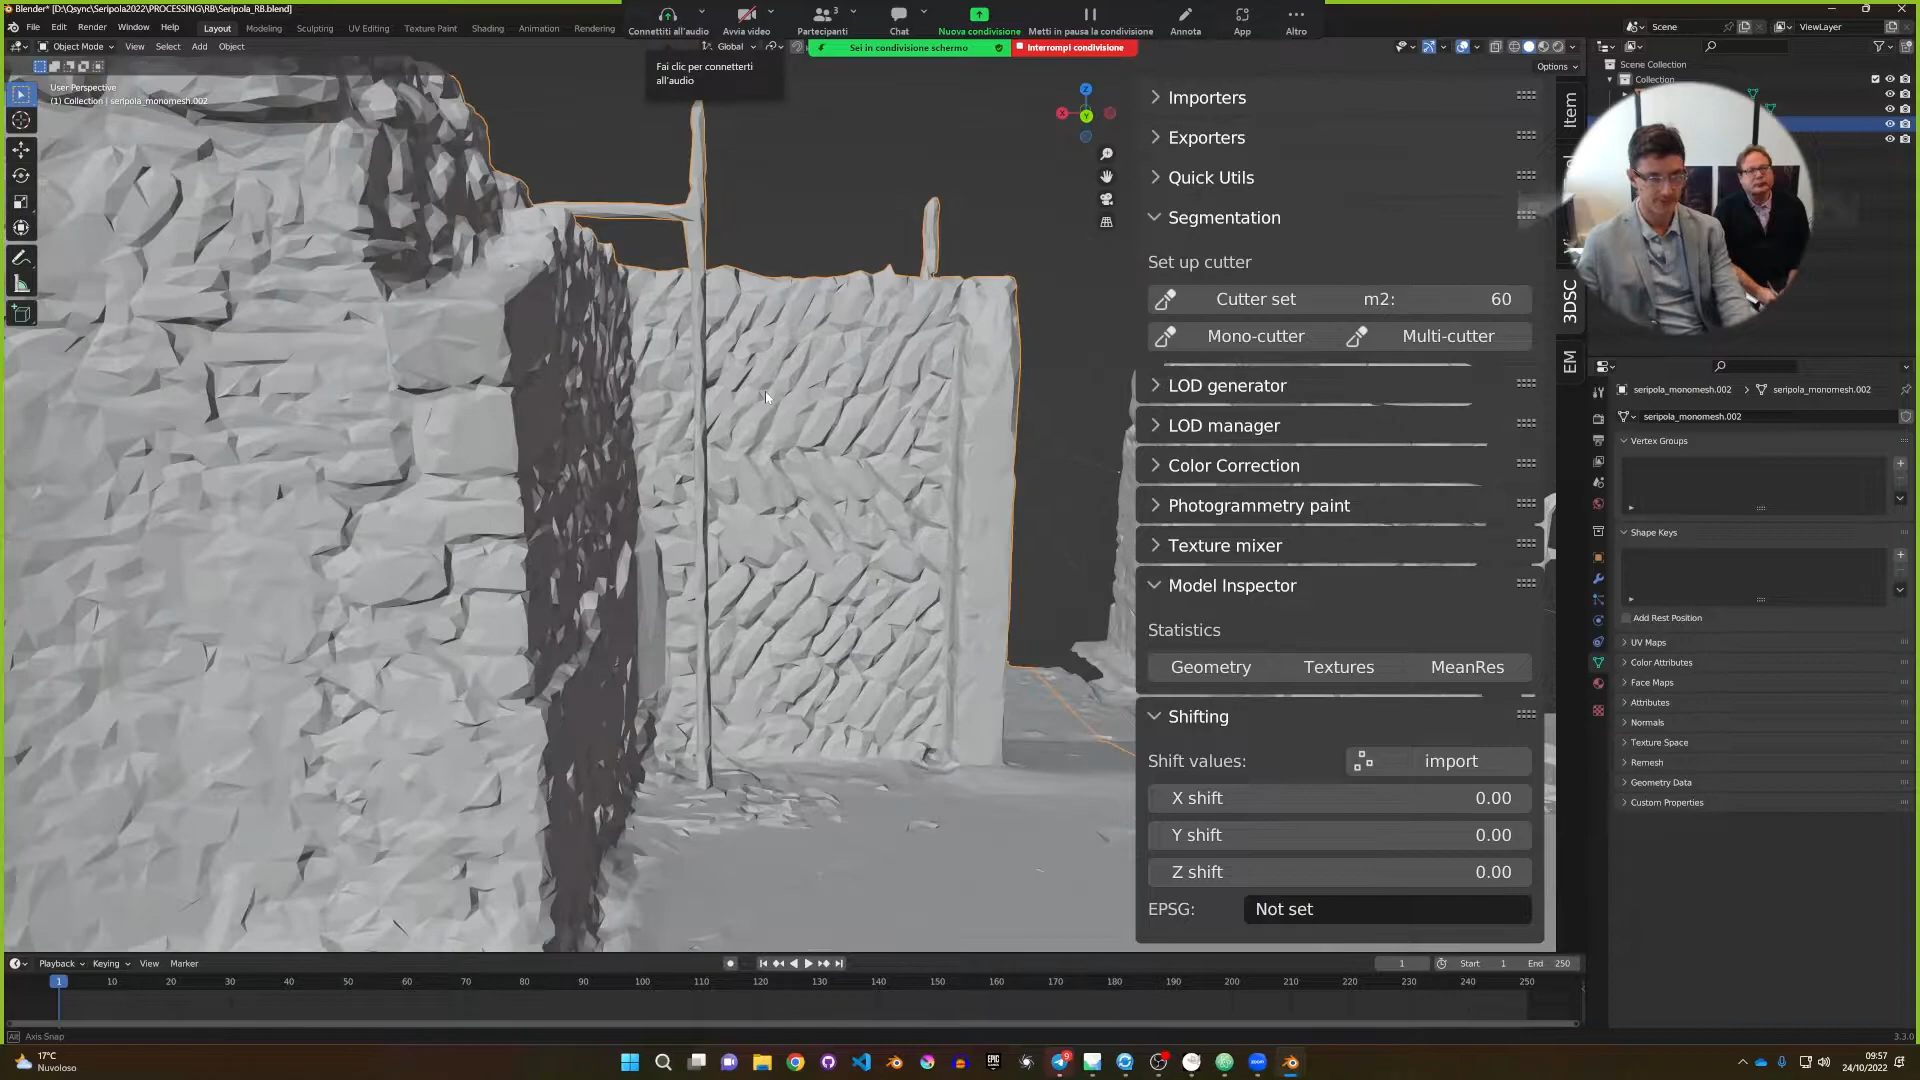 Blender* [D:\Qsync\Seripola2022\PROCESSING\RB\Seripola_RB.blend]
File Edit Render Window Help Layout Modeling Sculpting UV Editing Texture Paint Shading Animation Rendering
Connettiti all'audio Avvia video Partecipanti 3 Chat Nuova condivisione Metti in pausa la condivisione Annota App Altro
Scene ViewLayer
Object Mode View Select Add Object Global
Sei in condivisione schermo Interrompi condivisione
Fai clic per connetterti
all'audio
Options
User Perspective
(1) Collection | seripola_monomesh.002
Scene Collection
Collection
Importers
Exporters
Quick Utils
Segmentation
Set up cutter
Cutter set m2: 60
Mono-cutter Multi-cutter
LOD generator
LOD manager
Color Correction
Photogrammetry paint
Texture mixer
Model Inspector
Statistics
Geometry Textures MeanRes
Shifting
Shift values: import
X shift 0.00
Y shift 0.00
Z shift 0.00
EPSG: Not set
Item
3DSC
EM
seripola_monomesh.002 seripola_monomesh.002
seripola_monomesh.002
Vertex Groups
Shape Keys
Add Rest Position
UV Maps
Color Attributes
Face Maps
Attributes
Normals
Texture Space
Remesh
Geometry Data
Custom Properties
Playback Keying View Marker 1 Start 1 End 250
1 10 20 30 40 50 60 70 80 90 100 110 120 130 140 150 160 170 180 190 200 210 220 230 240 250
Axis Snap 3.3.0
17°C
Nuvoloso
9
09:57
24/10/2022